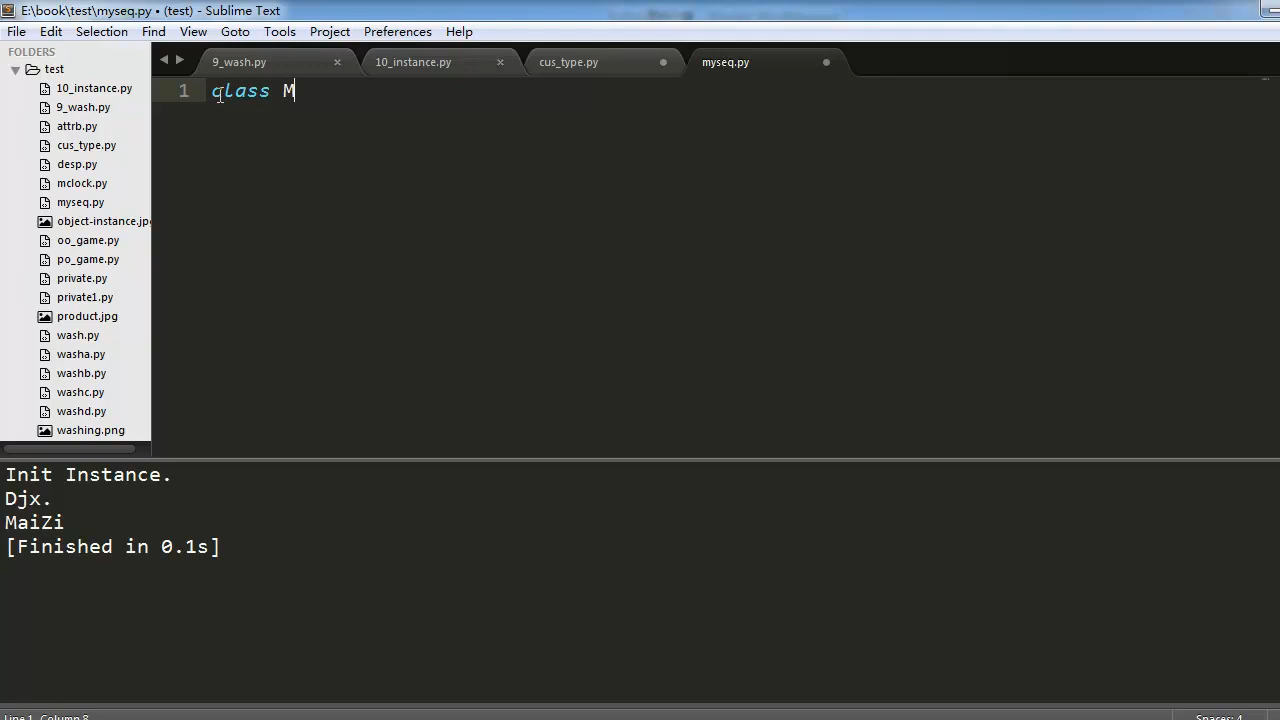 E:\book\test\myseq.py • (test) - Sublime Text
File Edit Selection Find View Goto Tools Project Preferences Help
FOLDERS
test
10_instance.py
9_wash.py
attrb.py
cus_type.py
desp.py
mclock.py
myseq.py
object-instance.jp
oo_game.py
po_game.py
private.py
private1.py
product.jpg
wash.py
washa.py
washb.py
washc.py
washd.py
washing.png
9_wash.py × 10_instance.py × cus_type.py myseq.py
1 class M
Init Instance.
Djx.
MaiZi
[Finished in 0.1s]
Line 1, Column 8 Spaces: 4